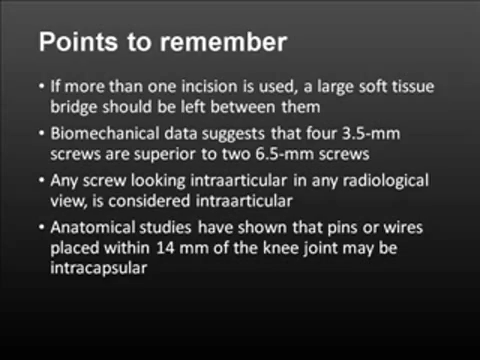 Points to remember
• If more than one incision is used, a large soft tissue
bridge should be left between them
• Biomechanical data suggests that four 3.5-mm
screws are superior to two 6.5-mm screws
• Any screw looking intraarticular in any radiological
view, is considered intraarticular
• Anatomical studies have shown that pins or wires
placed within 14 mm of the knee joint may be
intracapsular